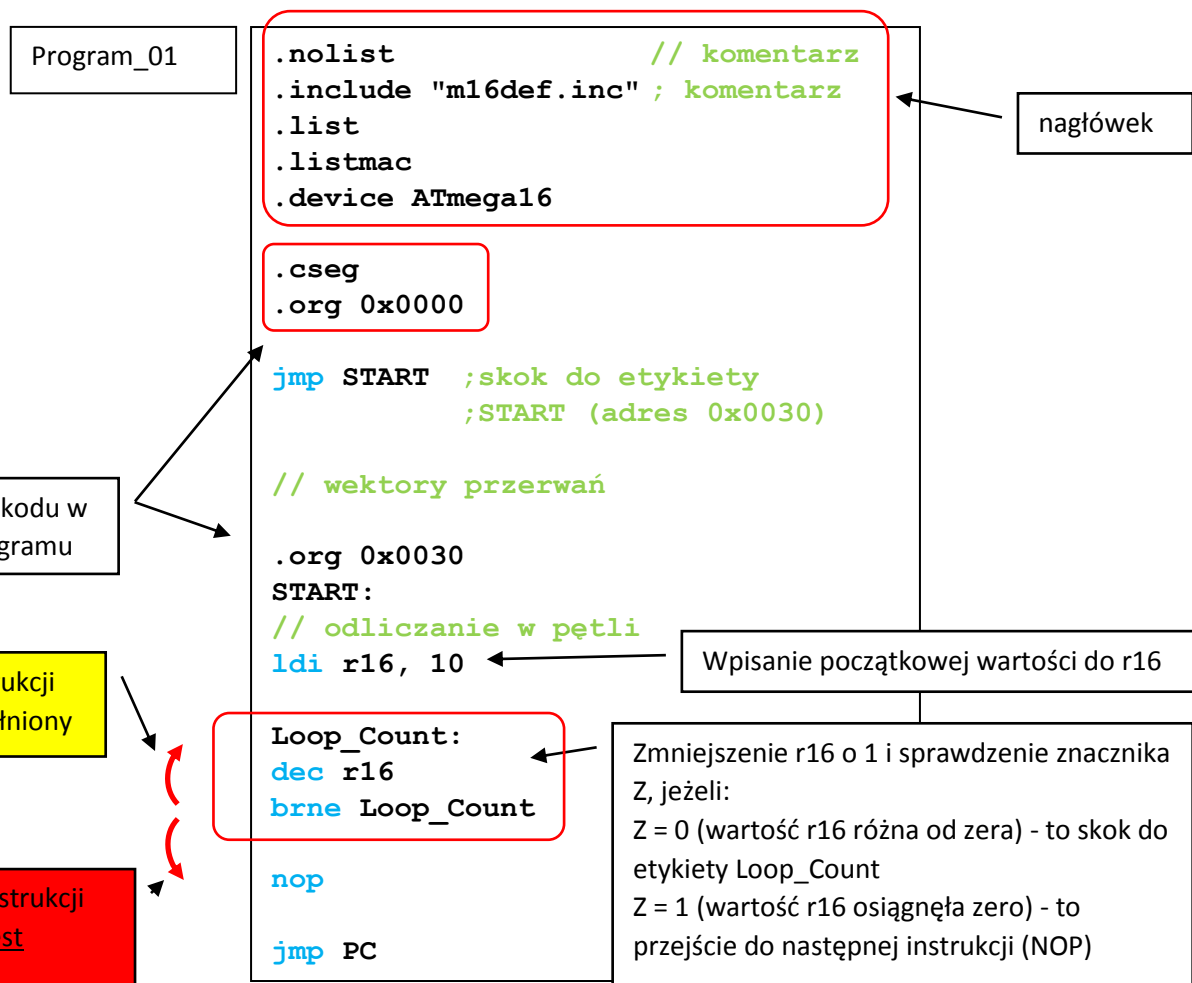 Program_01
.nolist // komentarz
.include "m16def.inc" ; komentarz
.list
.listmac
.device ATmega16
nagłówek
.cseg
.org 0x0000
jmp START ;skok do etykiety
;START (adres 0x0030)
// wektory przerwań
kodu w
gramu
.org 0x0030
START:
// odliczanie w pętli
ldi r16, 10
Wpisanie początkowej wartości do r16
ukcji
łniony
Loop_Count:
dec r16
brne Loop_Count
Zmniejszenie r16 o 1 i sprawdzenie znacznika
Z, jeżeli:
Z = 0 (wartość r16 różna od zera) - to skok do
etykiety Loop_Count
Z = 1 (wartość r16 osiągnęła zero) - to
przejście do następnej instrukcji (NOP)
nop
strukcji
st
jmp PC